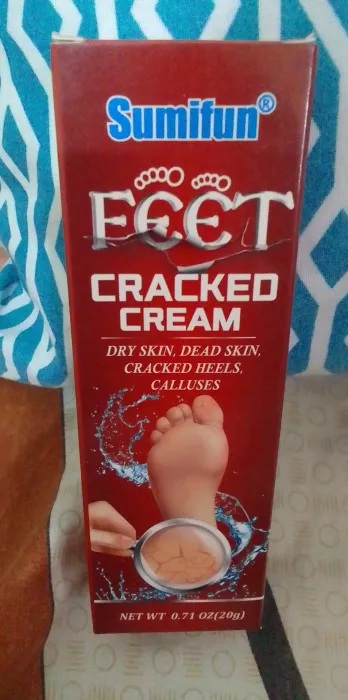 Sumifun®
FEET
CRACKED
CREAM
DRY SKIN, DEAD SKIN,
CRACKED HEELS,
CALLUSES
NET WT 0.71 OZ(20g)